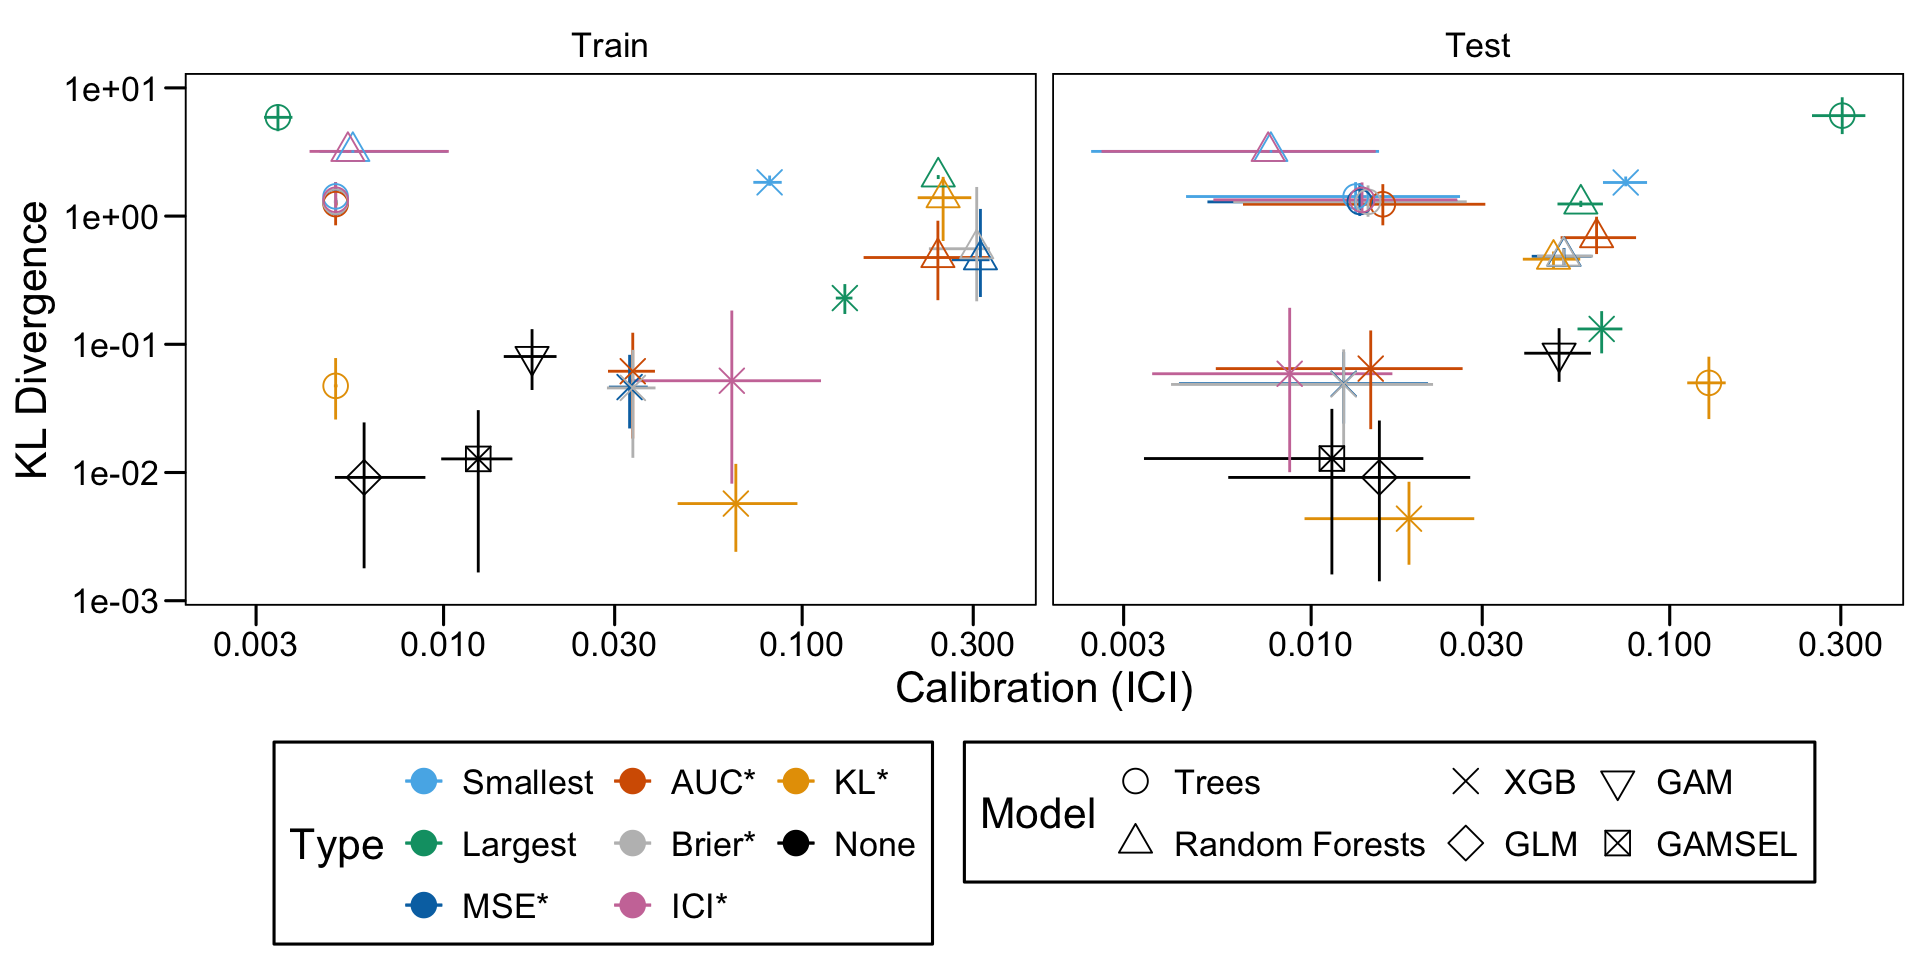 Train Test
KL Divergence
1e+01
1e+00
1e-01
1e-02
1e-03
0.003 0.010 0.030 0.100 0.300 0.003 0.010 0.030 0.100 0.300
Calibration (ICI)
Type
Smallest AUC* KL*
Largest Brier* None
MSE* ICI*
Model
Trees XGB GAM
Random Forests GLM GAMSEL